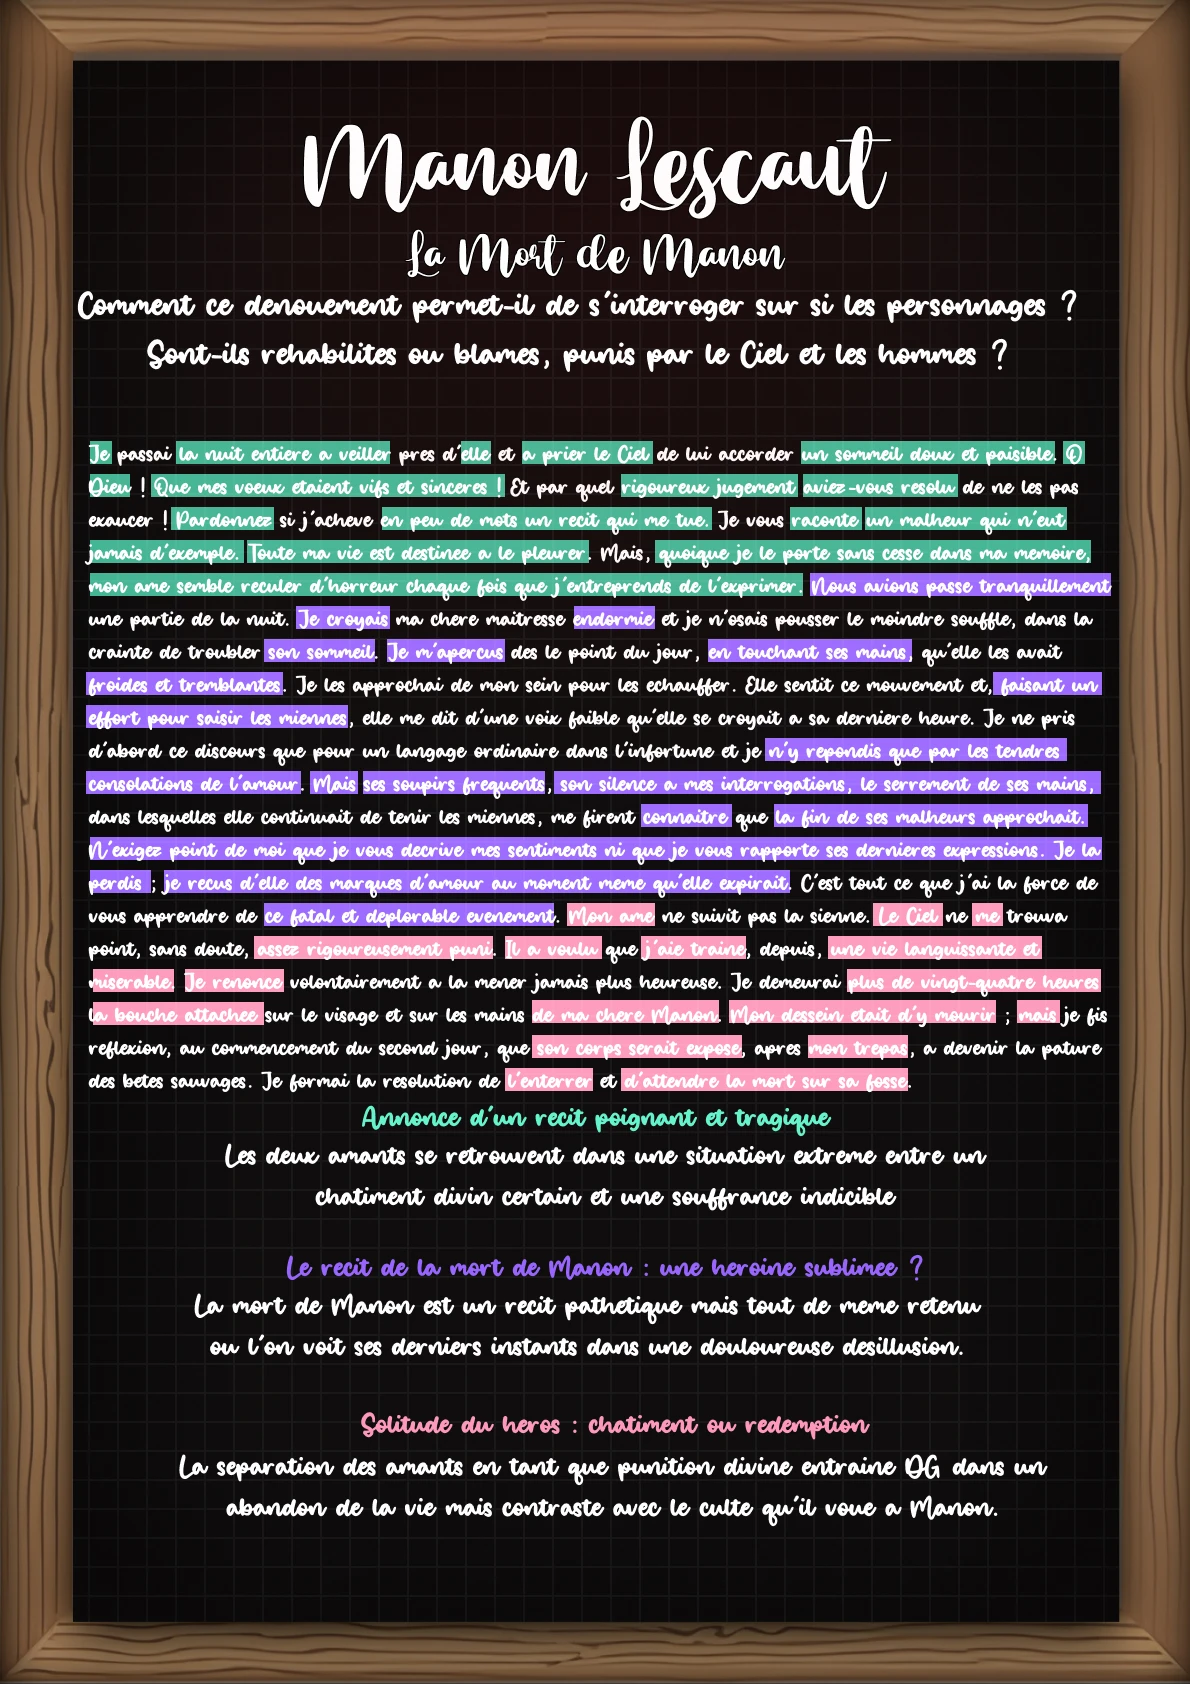 Manon Lescaut
La Mort de Manon
Comment ce denouement permet-il de s'interroger sur si les personnages ?
Sont-ils rehabilites ou blames, punis par le Ciel et les hommes ?
Je passai la nuit entiere a veiller pres d'elle et a prier le Ciel de lui accorder un sommeil doux et paisible. O
Dieu ! Que mes voeux etaient vifs et sinceres ! Et par quel rigoureux jugement aviez-vous resolu de ne les pas
exaucer ! Pardonnez si j'acheve en peu de mots un recit qui me tue. Je vous raconte un malheur qui n'eut
jamais d'exemple. Toute ma vie est destinee a le pleurer. Mais, quoique je le porte sans cesse dans ma memoire,
mon ame semble reculer d'horreur chaque fois que j'entreprends de l'exprimer. Nous avions passe tranquillement
une partie de la nuit. Je croyais ma chere maitresse endormie et je n'osais pousser le moindre souffle, dans la
crainte de troubler son sommeil. Je m'apercus des le point du jour, en touchant ses mains, qu'elle les avait
froides et tremblantes. Je les approchai de mon sein pour les echauffer. Elle sentit ce mouvement et, faisant un
effort pour saisir les miennes, elle me dit d'une voix faible qu'elle se croyait a sa derniere heure. Je ne pris
d'abord ce discours que pour un langage ordinaire dans l'infortune et je n'y repondis que par les tendres
consolations de l'amour. Mais ses soupirs frequents, son silence a mes interrogations, le serrement de ses mains,
dans lesquelles elle continuait de tenir les miennes, me firent connaitre que la fin de ses malheurs approchait.
N'exigez point de moi que je vous decrive mes sentiments ni que je vous rapporte ses dernieres expressions. Je la
perdis ; je recus d'elle des marques d'amour au moment meme qu'elle expirait. C'est tout ce que j'ai la force de
vous apprendre de ce fatal et deplorable evenement. Mon ame ne suivit pas la sienne. Le Ciel ne me trouva
point, sans doute, assez rigoureusement puni. Il a voulu que j'aie traine, depuis, une vie languissante et
miserable. Je renonce volontairement a la mener jamais plus heureuse. Je demeurai plus de vingt-quatre heures
la bouche attachee sur le visage et sur les mains de ma chere Manon. Mon dessein etait d'y mourir ; mais je fis
reflexion, au commencement du second jour, que son corps serait expose, apres mon trepas, a devenir la pature
des betes sauvages. Je formai la resolution de l'enterrer et d'attendre la mort sur sa fosse.
Annonce d'un recit poignant et tragique
Les deux amants se retrouvent dans une situation extreme entre un
chatiment divin certain et une souffrance indicible
Le recit de la mort de Manon : une heroine sublimee ?
La mort de Manon est un recit pathetique mais tout de meme retenu
ou l'on voit ses derniers instants dans une douloureuse desillusion.
Solitude du heros : chatiment ou redemption
La separation des amants en tant que punition divine entraine DG dans un
abandon de la vie mais contraste avec le culte qu'il voue a Manon.